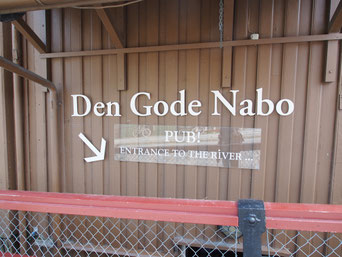 Den Gode Nabo
PUB!
ENTRANCE TO THE RIVER ...